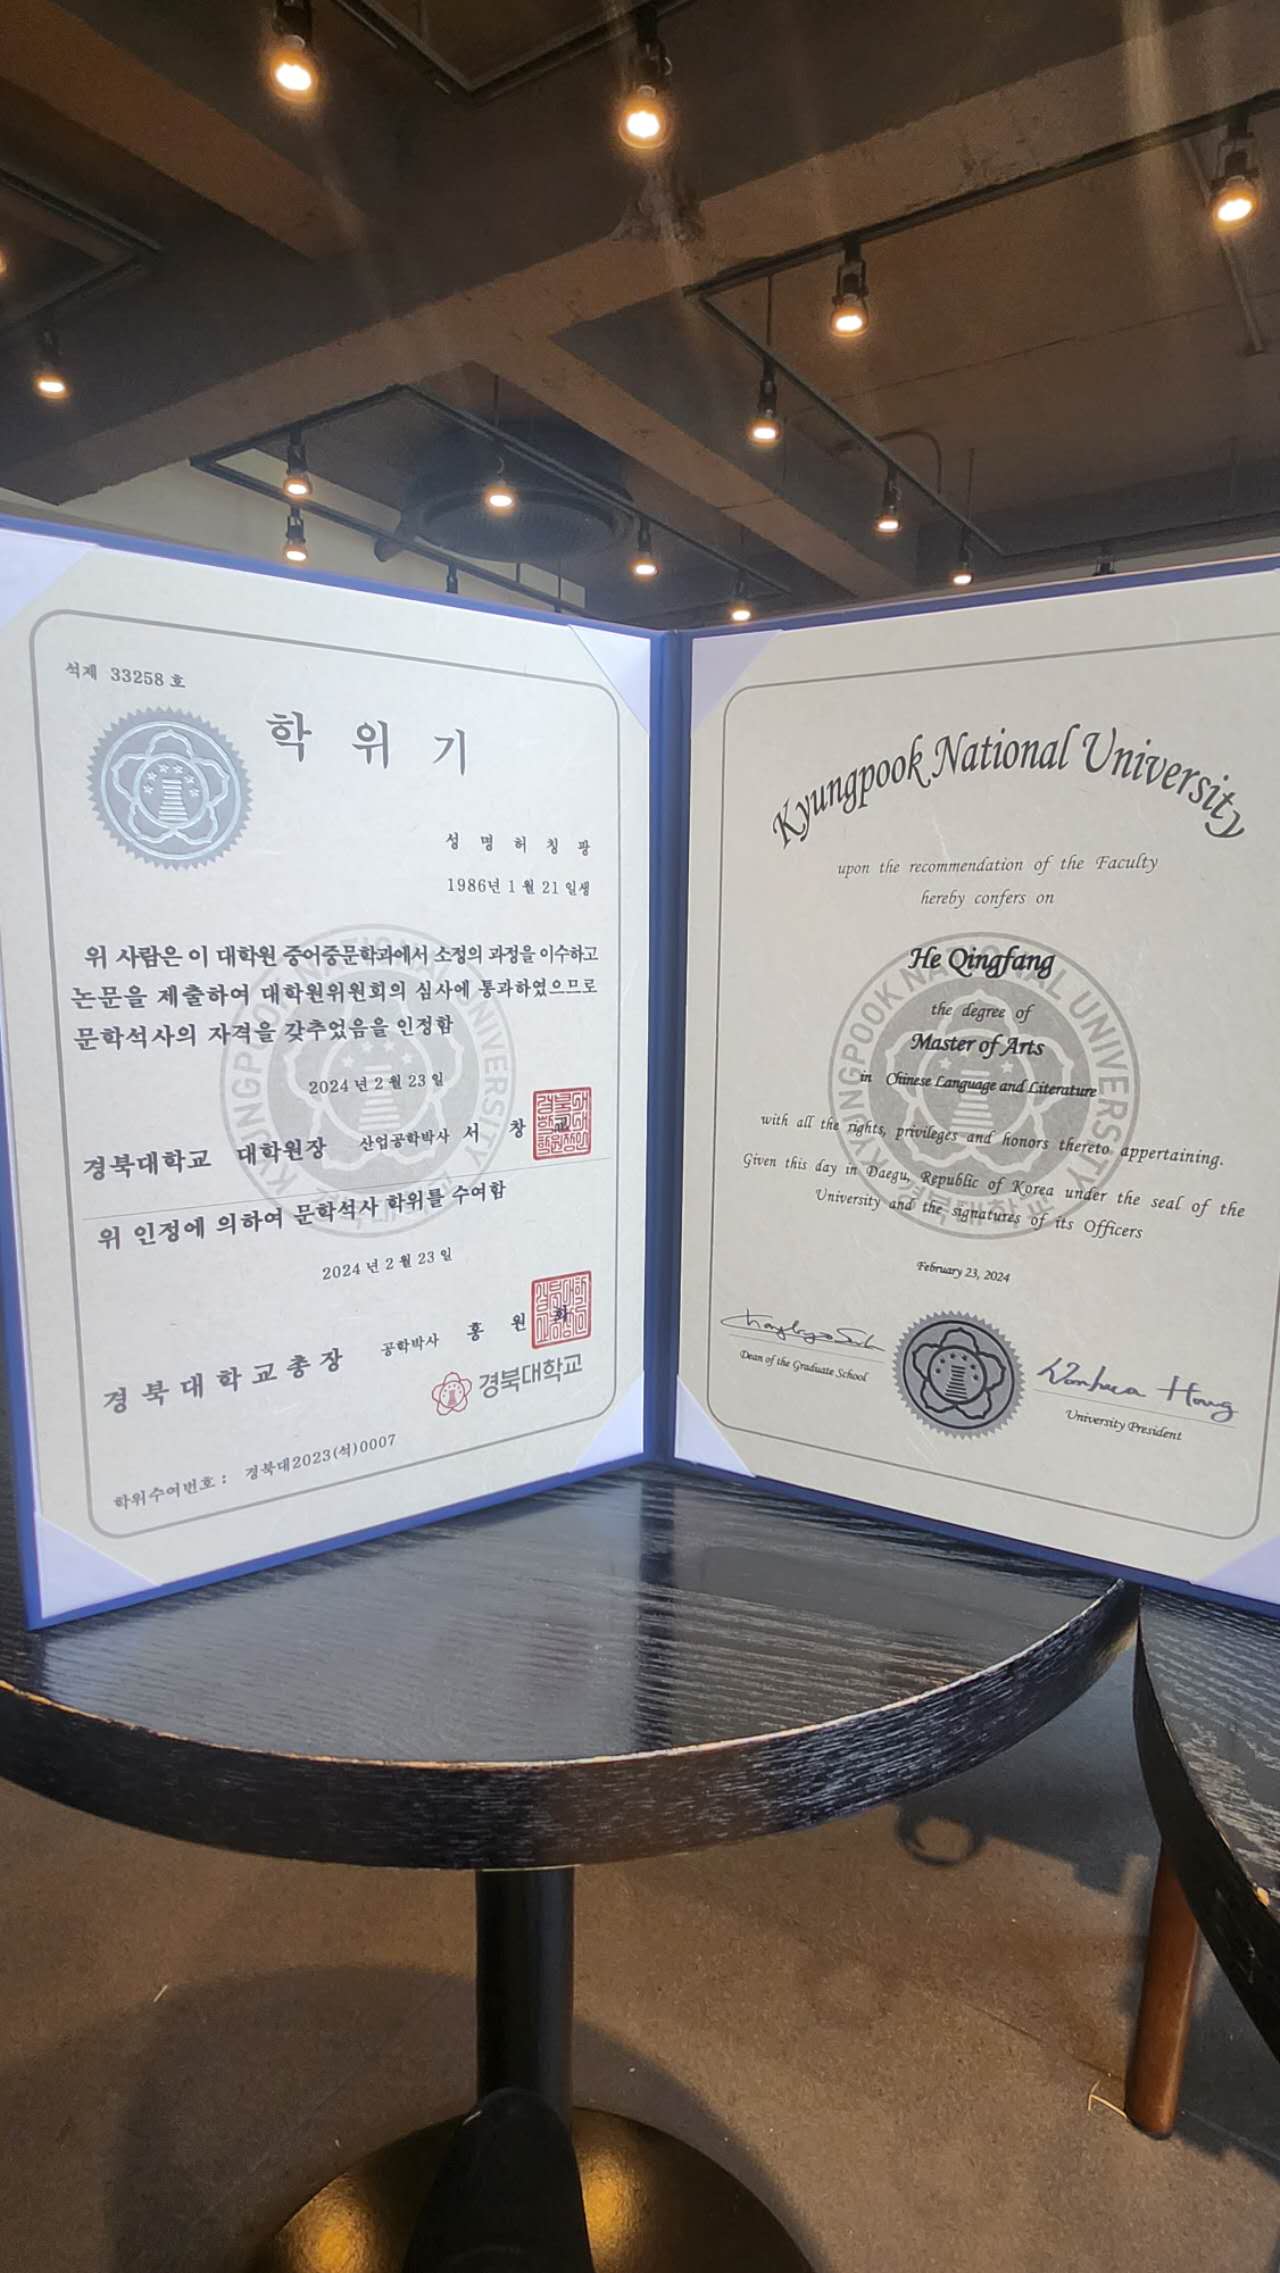 석제 33258 호
학 위 기
성 명 허 칭 팡
1986년 1 월 21 일생
위 사람은 이 대학원 중어중문학과에서 소정의 과정을 이수하고
논문을 제출하여 대학원위원회의 심사에 통과하였으므로
문학석사의 자격을 갖추었음을 인정함
2024 년 2 월 23 일
경북대학교 대학원장 산업공학박사 서 창 교
위 인정에 의하여 문학석사 학위를 수여함
2024 년 2 월 23 일
경 북 대 학 교 총 장 공학박사 홍 원 화
경북대학교
학위수여번호 : 경북대2023(석)0007
Kyungpook National University
upon the recommendation of the Faculty
hereby confers on
He Qingfang
the degree of
Master of Arts
in Chinese Language and Literature
with all the rights, privileges and honors thereto appertaining.
Given this day in Daegu, Republic of Korea under the seal of the
University and the signatures of its Officers
February 23, 2024
Dean of the Graduate School
Wonhwa Hong
University President
KYUNGPOOK NATIONAL UNIVERSITY
경북대학교